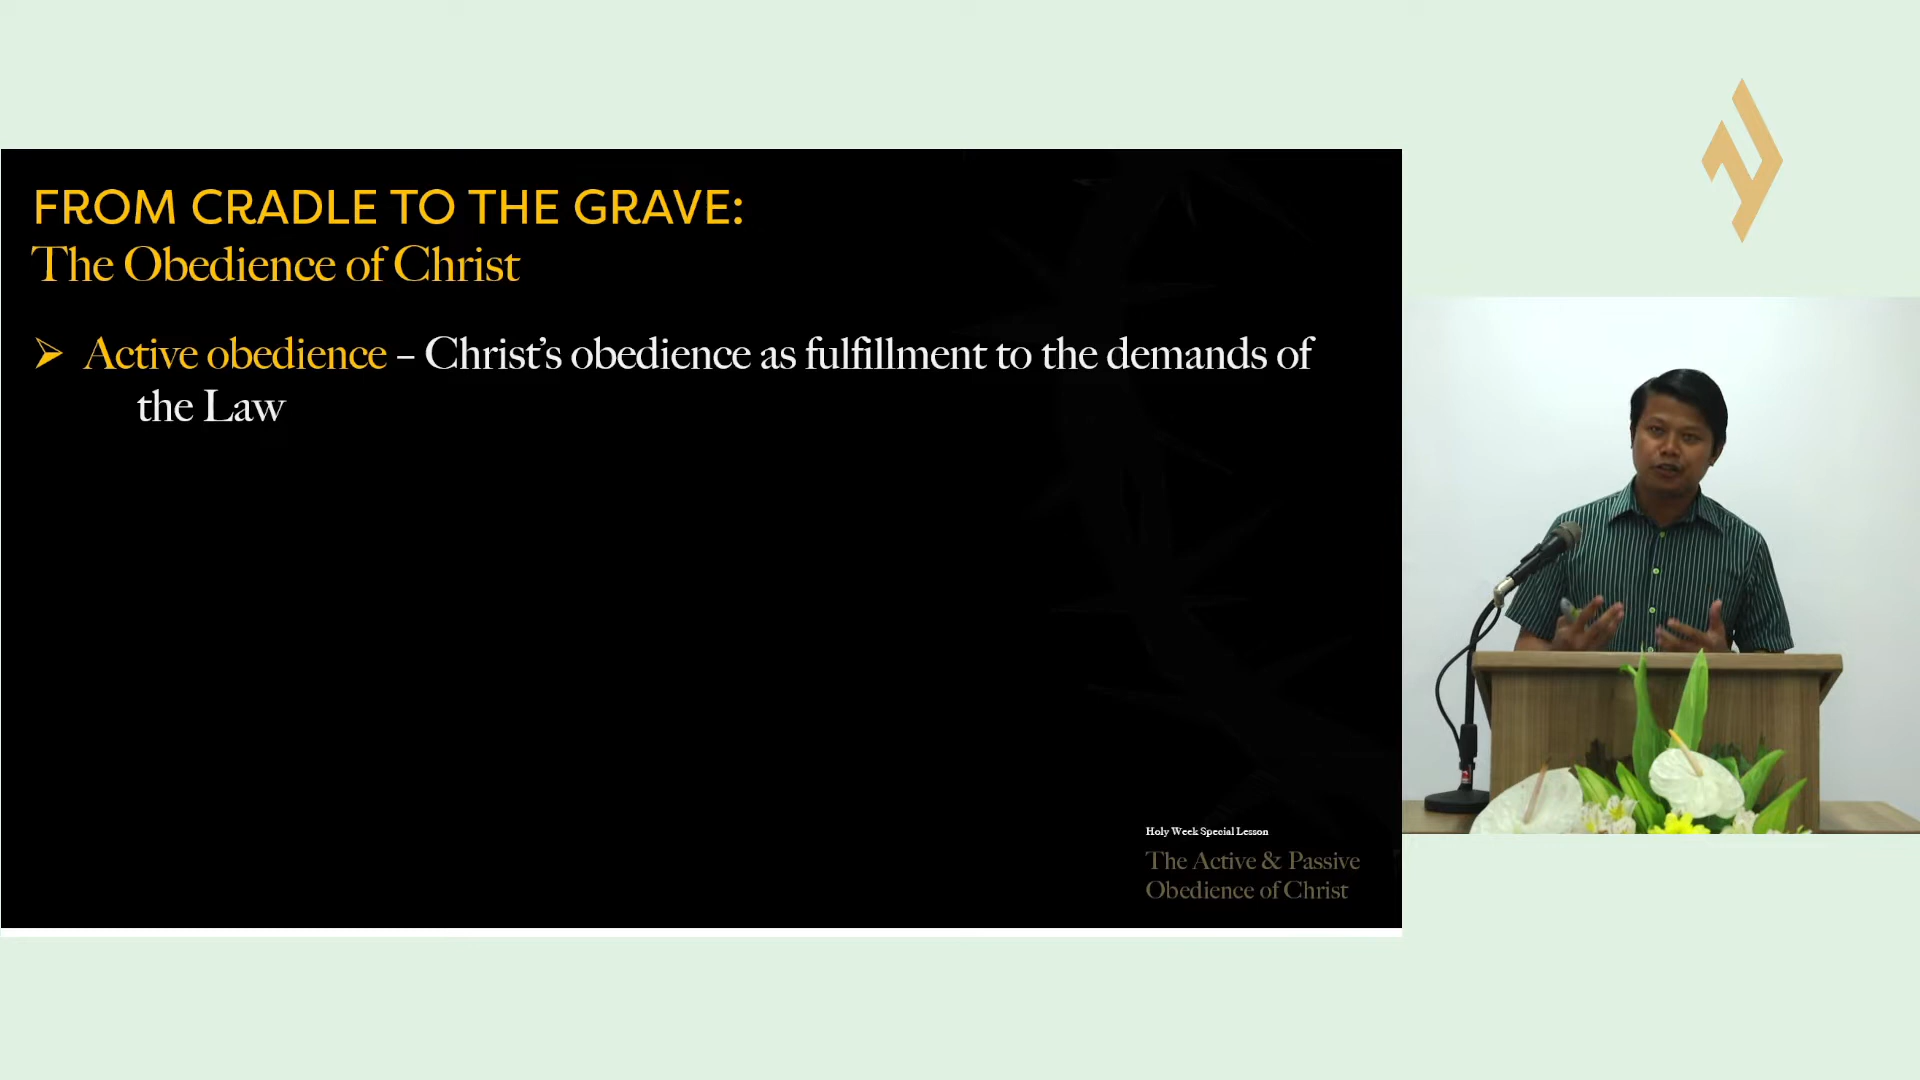 FROM CRADLE TO THE GRAVE:
The Obedience of Christ
➤ Active obedience – Christ’s obedience as fulfillment to the demands of
the Law
Holy Week Special Lesson
The Active & Passive
Obedience of Christ